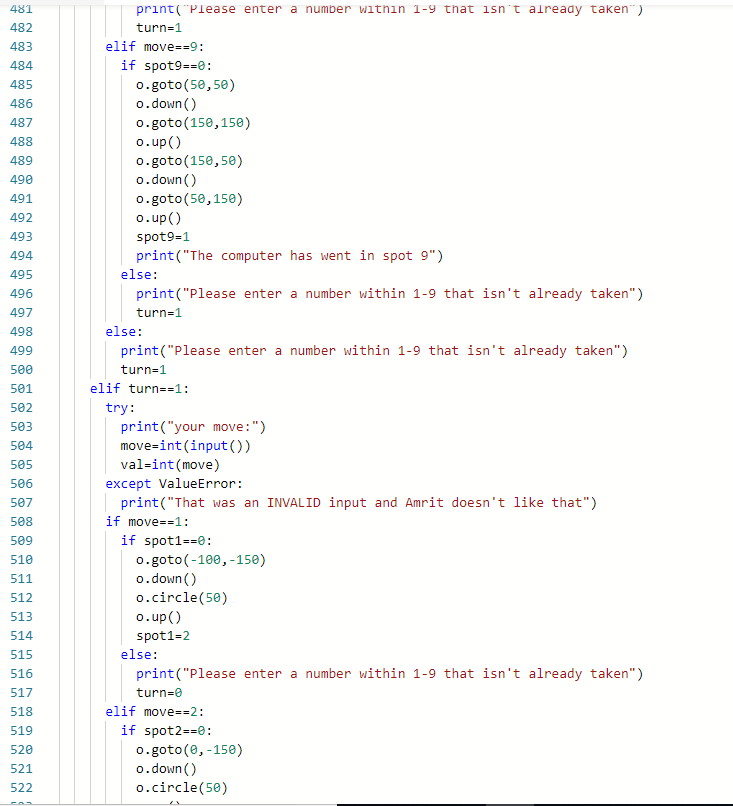 481 print("Please enter a number within 1-9 that isn't already taken")
482 turn=1
483 elif move==9:
484 if spot9==0:
485 o.goto(50,50)
486 o.down()
487 o.goto(150,150)
488 o.up()
489 o.goto(150,50)
490 o.down()
491 o.goto(50,150)
492 o.up()
493 spot9=1
494 print("The computer has went in spot 9")
495 else:
496 print("Please enter a number within 1-9 that isn't already taken")
497 turn=1
498 else:
499 print("Please enter a number within 1-9 that isn't already taken")
500 turn=1
501 elif turn==1:
502 try:
503 print("your move:")
504 move=int(input())
505 val=int(move)
506 except ValueError:
507 print("That was an INVALID input and Amrit doesn't like that")
508 if move==1:
509 if spot1==0:
510 o.goto(-100,-150)
511 o.down()
512 o.circle(50)
513 o.up()
514 spot1=2
515 else:
516 print("Please enter a number within 1-9 that isn't already taken")
517 turn=0
518 elif move==2:
519 if spot2==0:
520 o.goto(0,-150)
521 o.down()
522 o.circle(50)